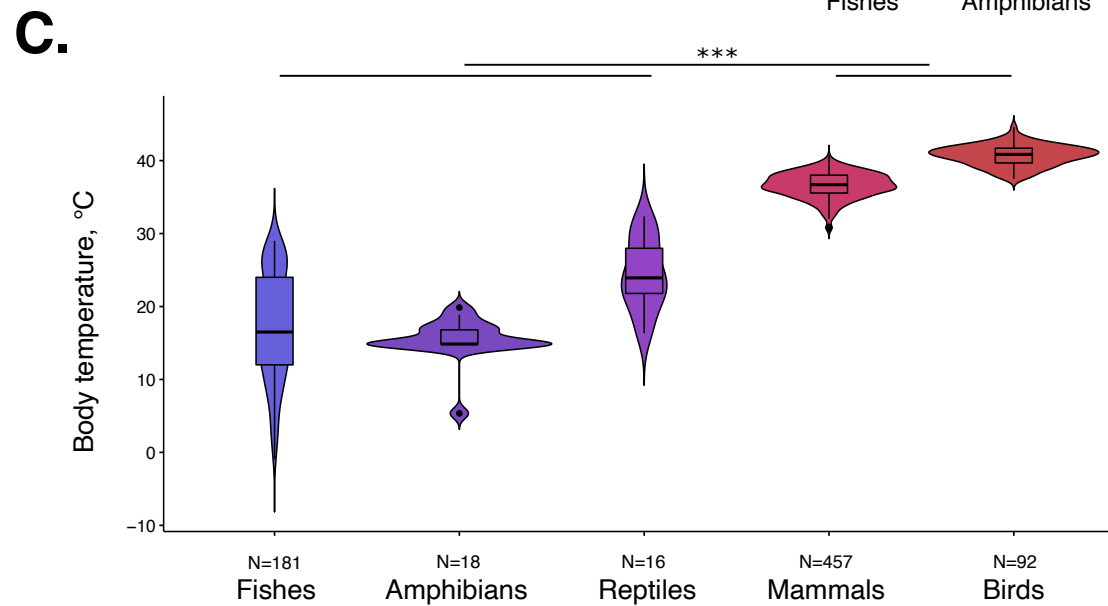 Fishes Amphibians
C.
***
Body temperature, °C
40
30
20
10
0
−10
N=181 N=18 N=16 N=457 N=92
Fishes Amphibians Reptiles Mammals Birds